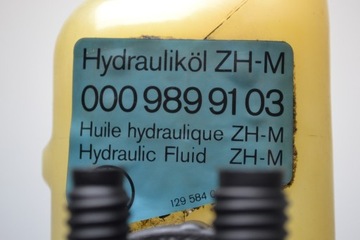 Hydrauliköl ZH-M
000 989 91 03
Huile hydraulique ZH-M
Hydraulic Fluid ZH-M
129 584